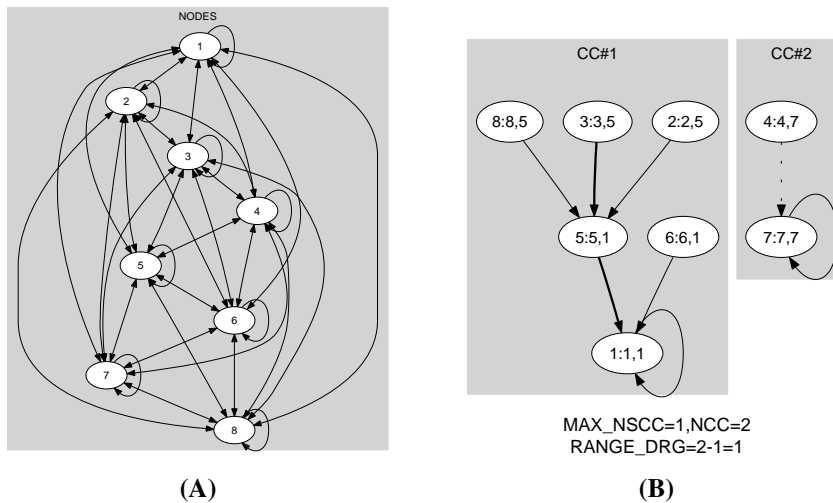 NODES
1
2
3
4
5
6
7
8
(A)
CC#1
CC#2
8:8,5
3:3,5
2:2,5
4:4,7
5:5,1
6:6,1
7:7,7
1:1,1
MAX_NSCC=1,NCC=2
RANGE_DRG=2-1=1
(B)